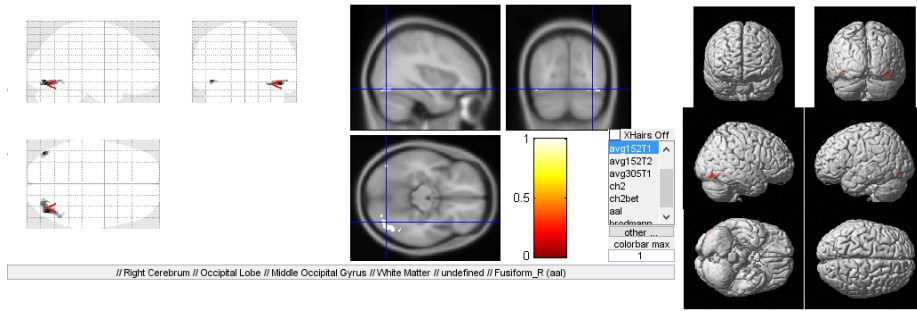 XHairs Off
avg152T1
avg152T2
avg305T1
ch2
ch2bet
aal
brodmann
other ...
colorbar max
1
1
0.5
0
// Right Cerebrum // Occipital Lobe // Middle Occipital Gyrus // White Matter // undefined // Fusiform_R (aal)